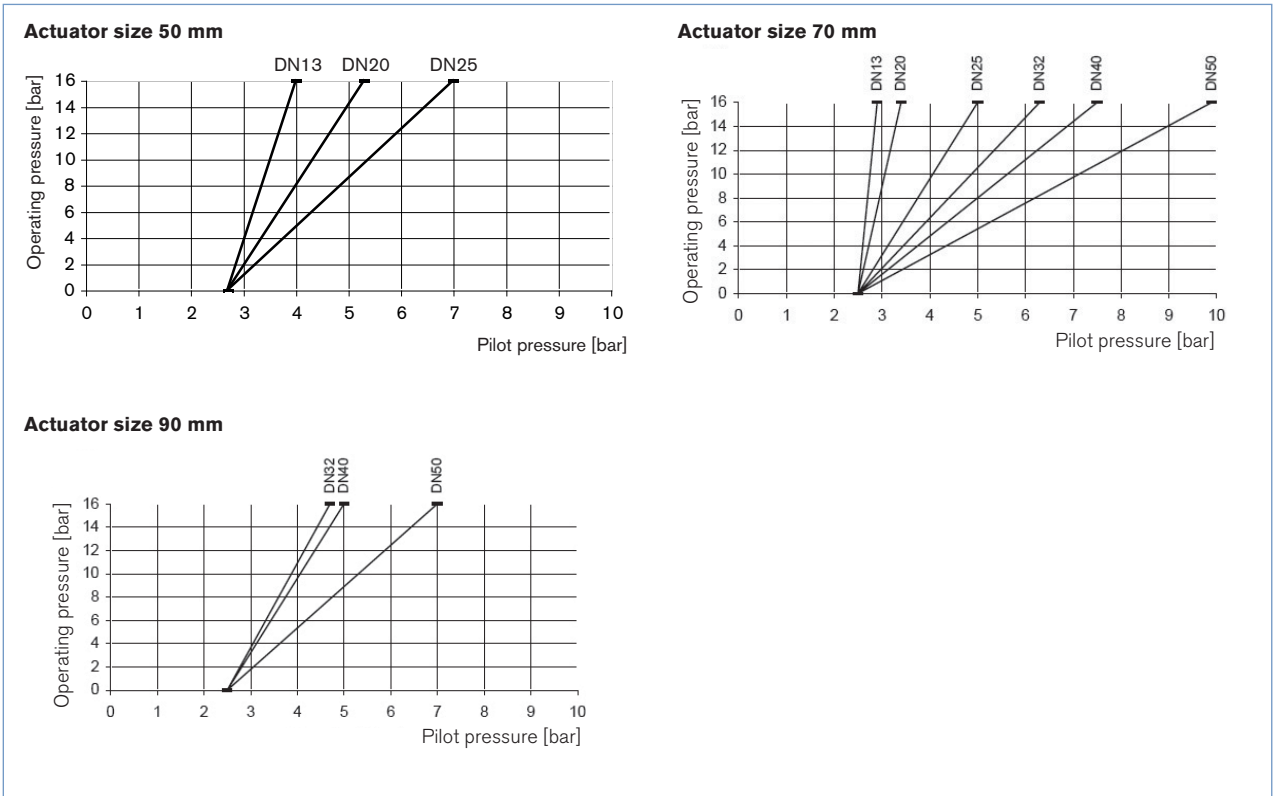 Actuator size 50 mm
DN13 DN20 DN25
Operating pressure [bar]
16
14
12
10
8
6
4
2
0
0 1 2 3 4 5 6 7 8 9 10
Pilot pressure [bar]
Actuator size 70 mm
DN13 DN20 DN25 DN32 DN40 DN50
Operating pressure [bar]
16
14
12
10
8
6
4
2
0
0 1 2 3 4 5 6 7 8 9 10
Pilot pressure [bar]
Actuator size 90 mm
DN32 DN40 DN50
Operating pressure [bar]
16
14
12
10
8
6
4
2
0
0 1 2 3 4 5 6 7 8 9 10
Pilot pressure [bar]